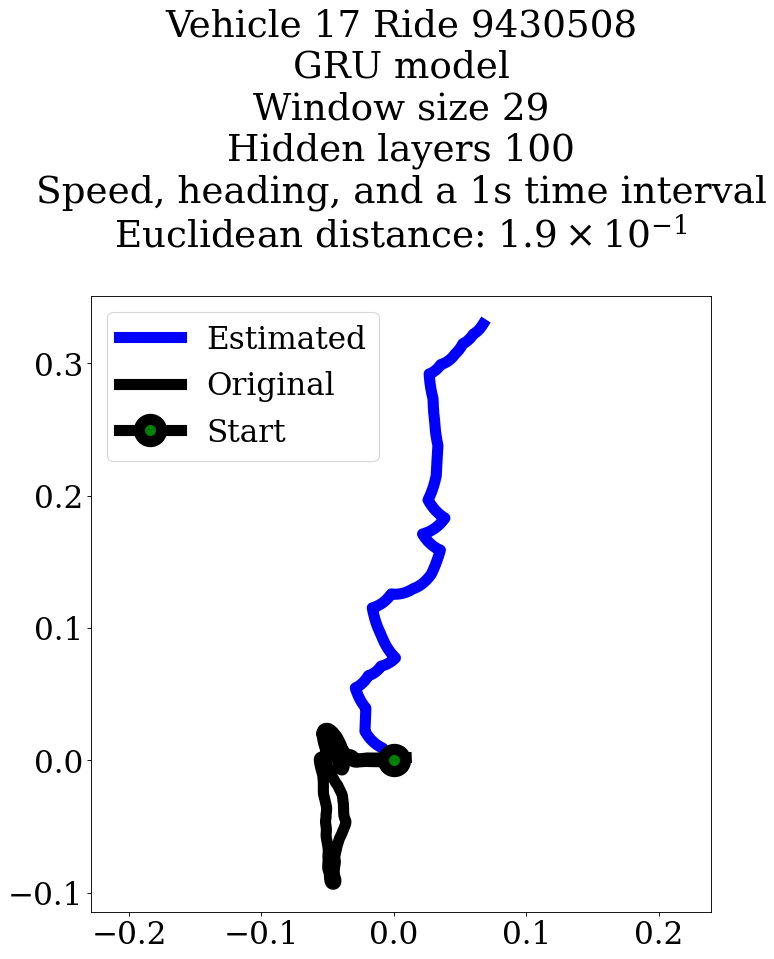 Vehicle 17 Ride 9430508
GRU model
Window size 29
Hidden layers 100
Speed, heading, and a 1s time interval
Euclidean distance: 1.9 × 10⁻¹
Estimated
Original
Start
0.3
0.2
0.1
0.0
−0.1
−0.2 −0.1 0.0 0.1 0.2